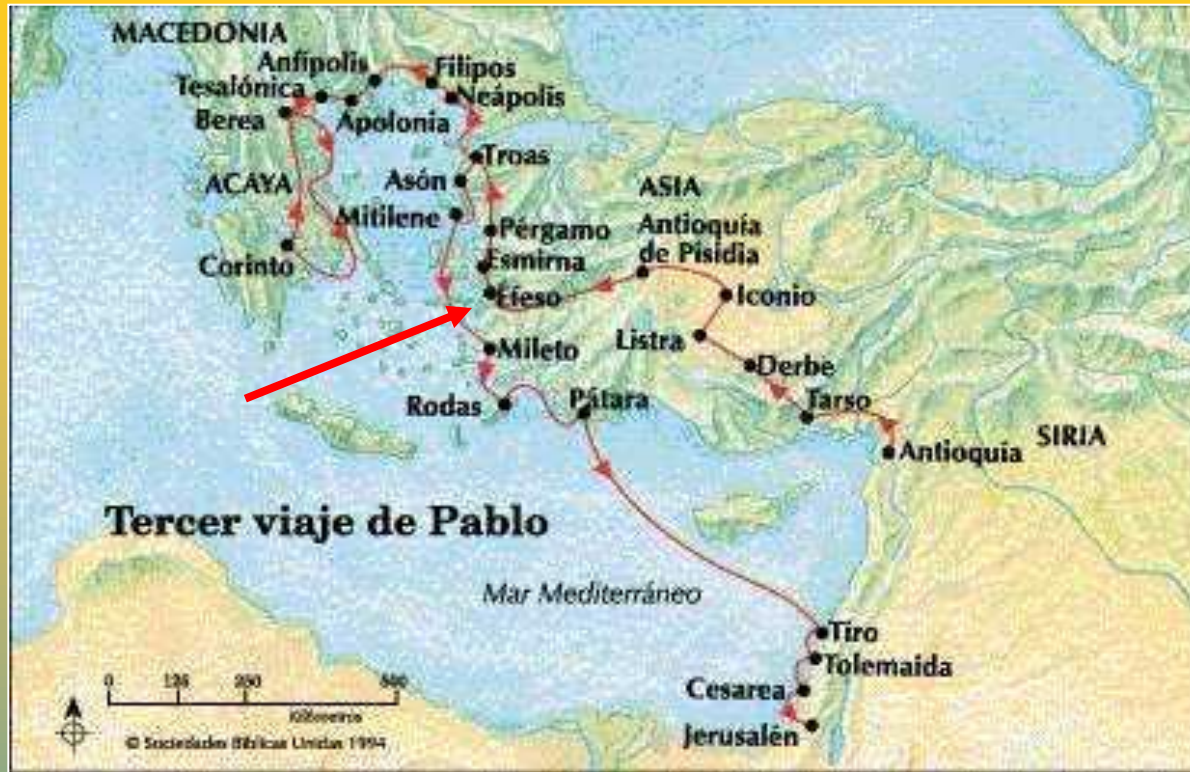 MACEDONIA
Anfípolis
Filipos
Tesalónica
Neápolis
Berea
Apolonia
Troas
ACAYA
Asón
ASIA
Mitilene
Pérgamo
Antioquía
de Pisidia
Corinto
Esmirna
Efeso
Iconio
Listra
Mileto
Derbe
Rodas
Pátara
Tarso
SIRIA
Antioquía
Tercer viaje de Pablo
Mar Mediterráneo
Tiro
Tolemaida
Cesarea
Jerusalén
0
Kilómetros
A
© Sociedades Bíblicas Unidas 1994